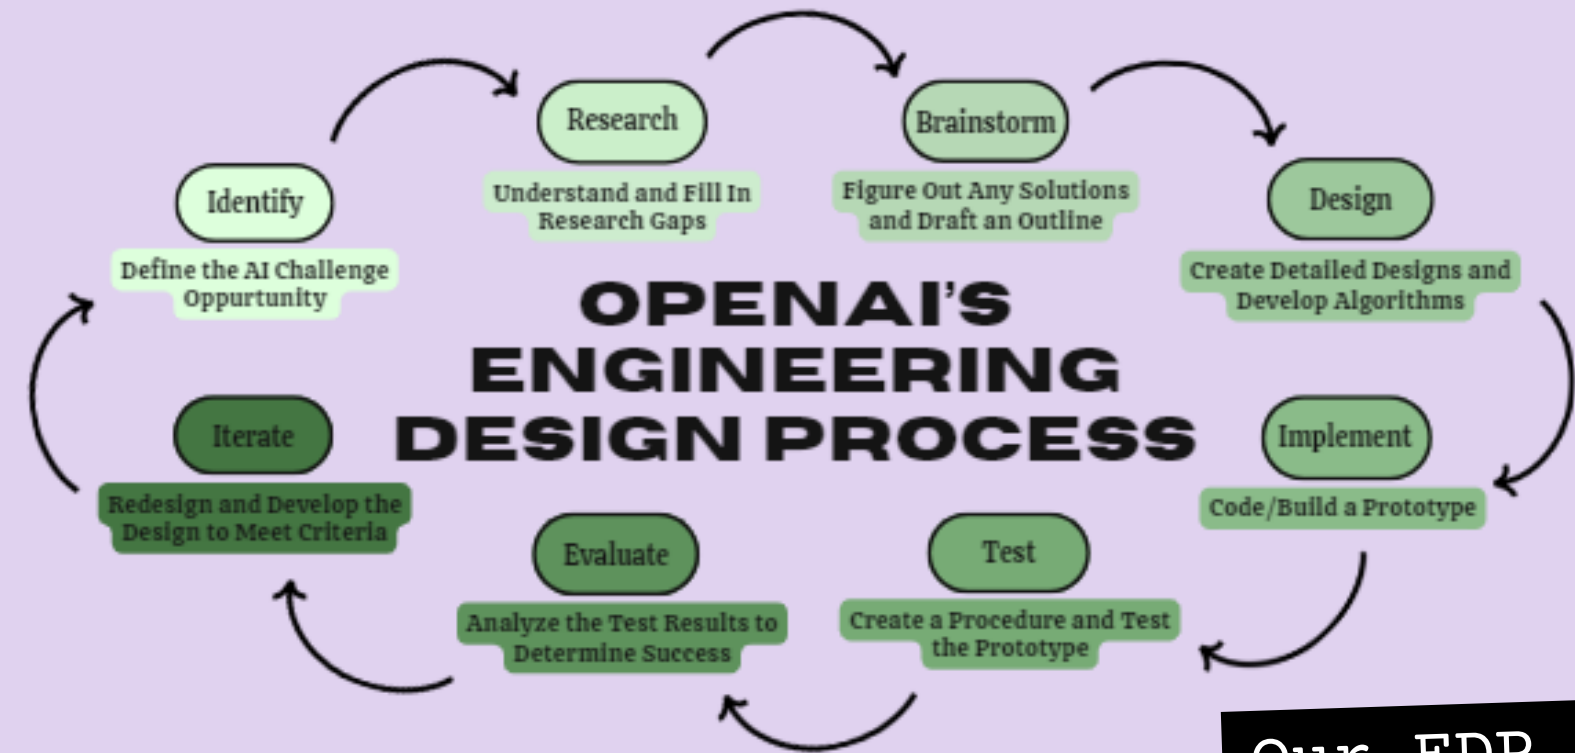 Identify
Define the AI Challenge
Oppurtunity
Research
Understand and Fill In
Research Gaps
Brainstorm
Figure Out Any Solutions
and Draft an Outline
Design
Create Detailed Designs and
Develop Algorithms
OPENAI'S
ENGINEERING
DESIGN PROCESS
Implement
Code/Build a Prototype
Test
Create a Procedure and Test
the Prototype
Evaluate
Analyze the Test Results to
Determine Success
Iterate
Redesign and Develop the
Design to Meet Criteria
Our EDP